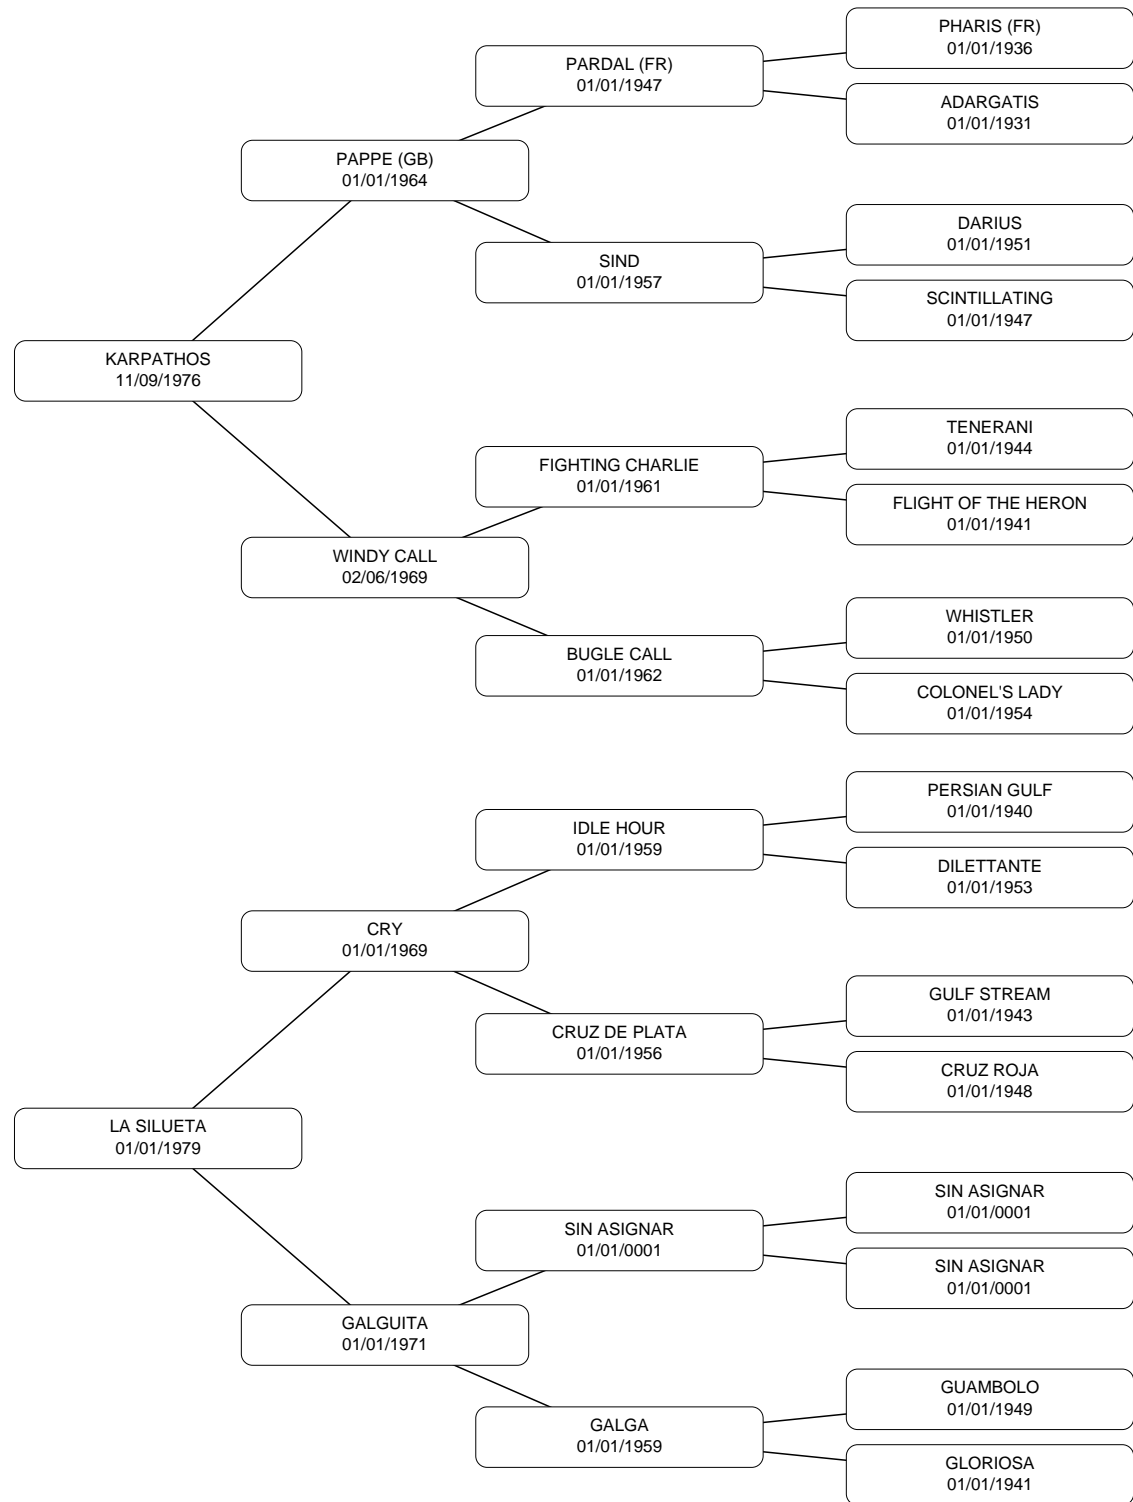 PHARIS (FR)
01/01/1936
PARDAL (FR)
01/01/1947
ADARGATIS
01/01/1931
PAPPE (GB)
01/01/1964
DARIUS
01/01/1951
SIND
01/01/1957
SCINTILLATING
01/01/1947
KARPATHOS
11/09/1976
TENERANI
01/01/1944
FIGHTING CHARLIE
01/01/1961
FLIGHT OF THE HERON
01/01/1941
WINDY CALL
02/06/1969
WHISTLER
01/01/1950
BUGLE CALL
01/01/1962
COLONEL'S LADY
01/01/1954
PERSIAN GULF
01/01/1940
IDLE HOUR
01/01/1959
DILETTANTE
01/01/1953
CRY
01/01/1969
GULF STREAM
01/01/1943
CRUZ DE PLATA
01/01/1956
CRUZ ROJA
01/01/1948
LA SILUETA
01/01/1979
SIN ASIGNAR
01/01/0001
SIN ASIGNAR
01/01/0001
SIN ASIGNAR
01/01/0001
GALGUITA
01/01/1971
GUAMBOLO
01/01/1949
GALGA
01/01/1959
GLORIOSA
01/01/1941